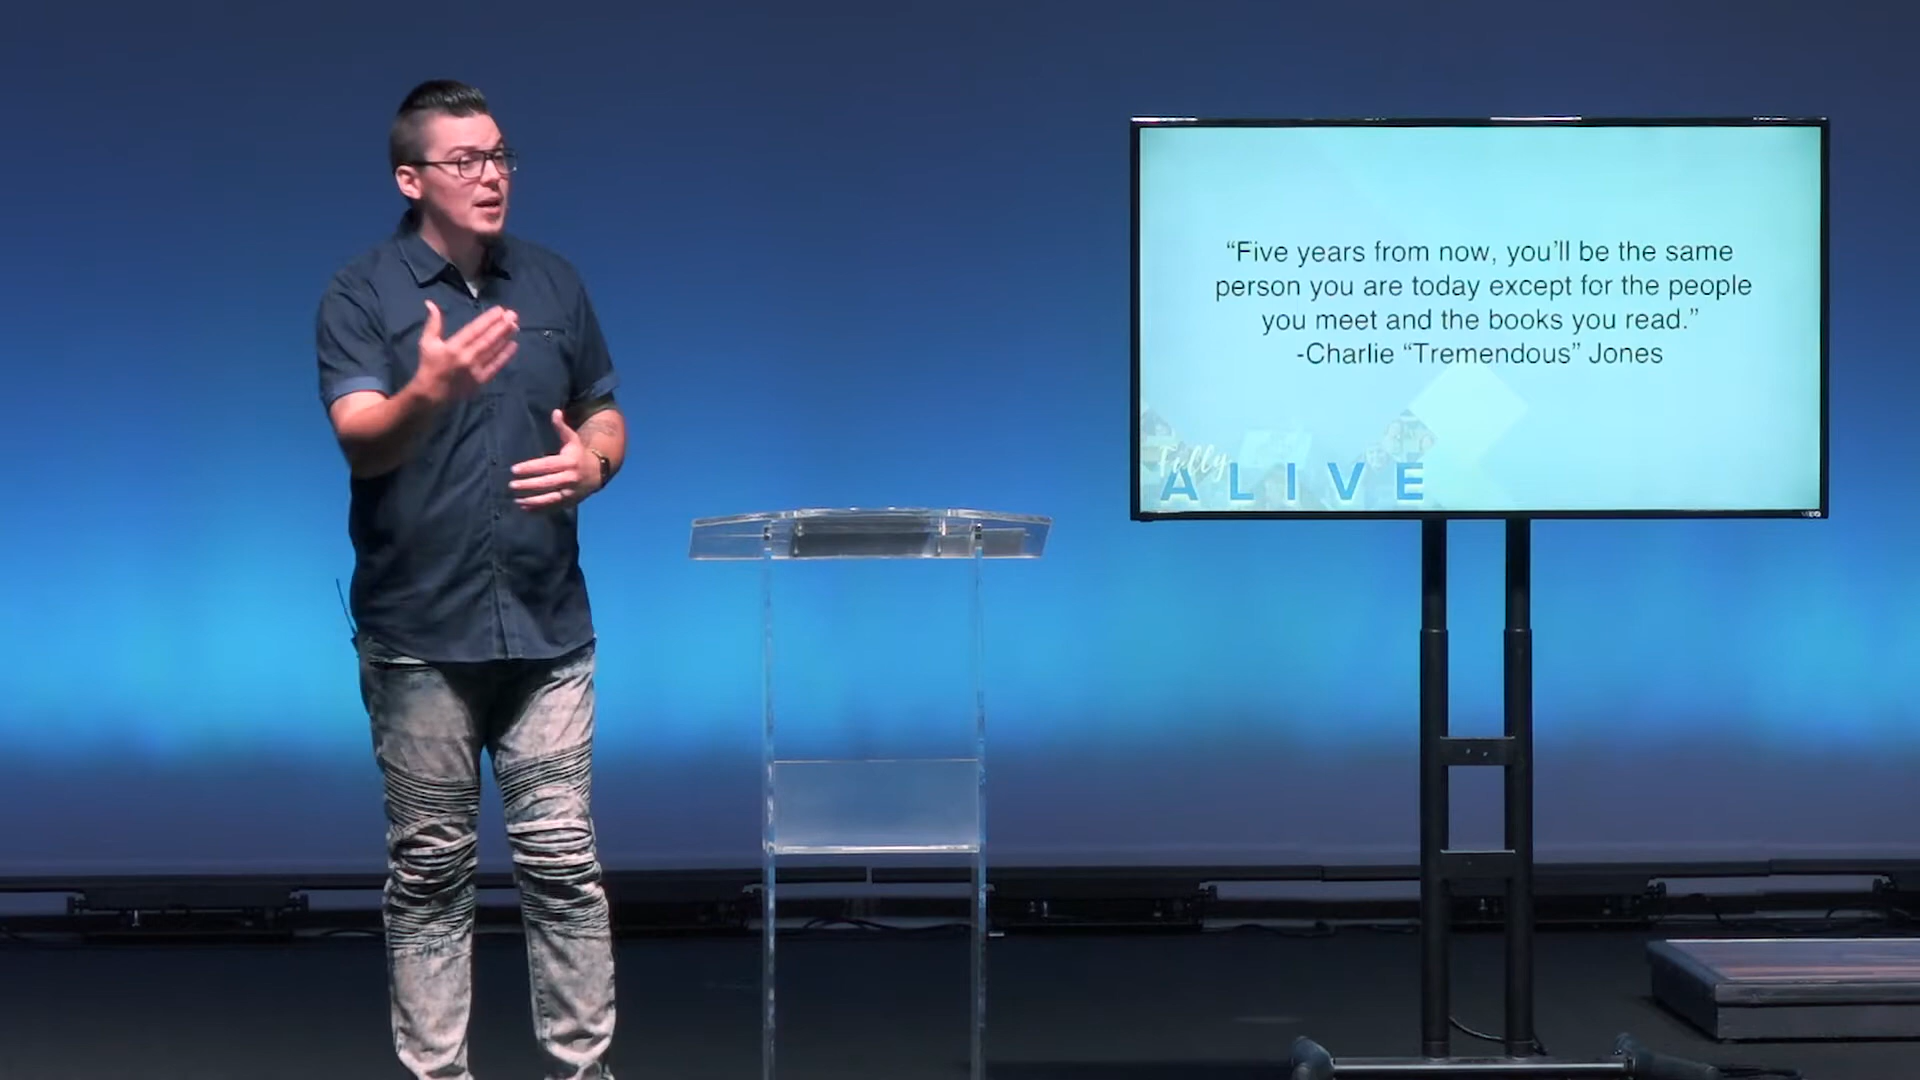 “Five years from now, you’ll be the same
person you are today except for the people
you meet and the books you read.”
-Charlie “Tremendous” Jones
Fully
ALIVE